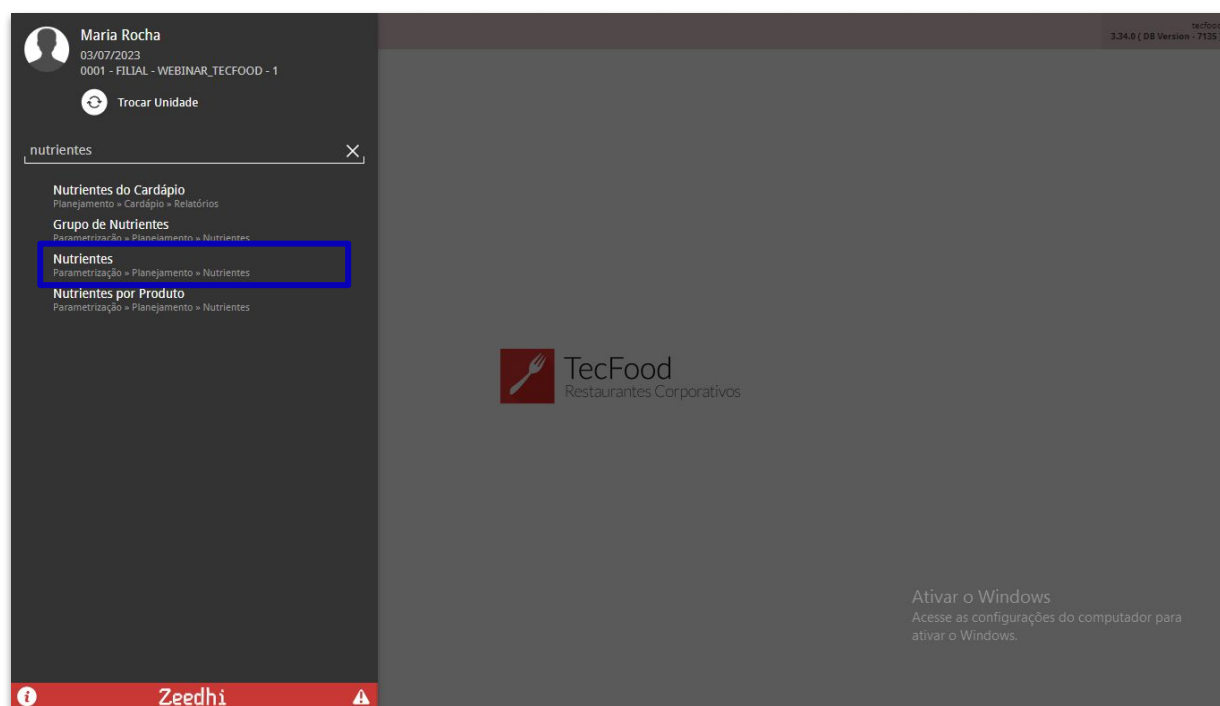 Maria Rocha
03/07/2023
0001 - FILIAL - WEBINAR_TECFOOD - 1
Trocar Unidade
nutrientes
Nutrientes do Cardápio
Planejamento » Cardápio » Relatórios
Grupo de Nutrientes
Parametrização » Planejamento » Nutrientes
Nutrientes
Parametrização » Planejamento » Nutrientes
Nutrientes por Produto
Parametrização » Planejamento » Nutrientes
Zeedhi
tecfood
3.34.0 ( DB Version - 7135
TecFood
Restaurantes Corporativos
Ativar o Windows
Acesse as configurações do computador para
ativar o Windows.